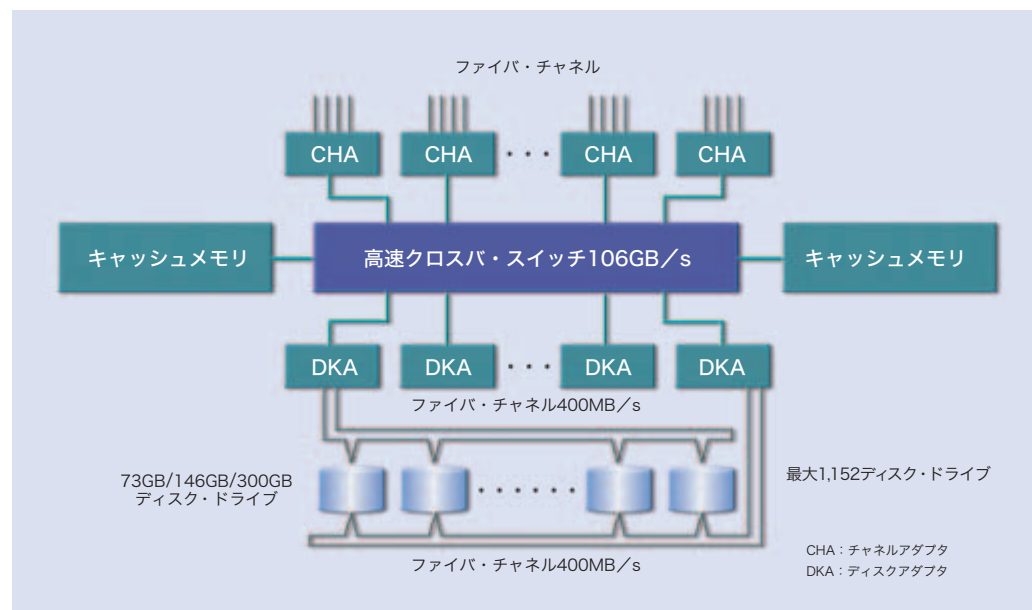 ファイバ・チャネル
CHA
CHA
・・・
CHA
CHA
キャッシュメモリ
高速クロスバ・スイッチ106GB／s
キャッシュメモリ
DKA
DKA
・・・
DKA
DKA
ファイバ・チャネル400MB／s
73GB/146GB/300GB
ディスク・ドライブ
・・・・・・
最大1,152ディスク・ドライブ
ファイバ・チャネル400MB／s
CHA：チャネルアダプタ
DKA：ディスクアダプタ